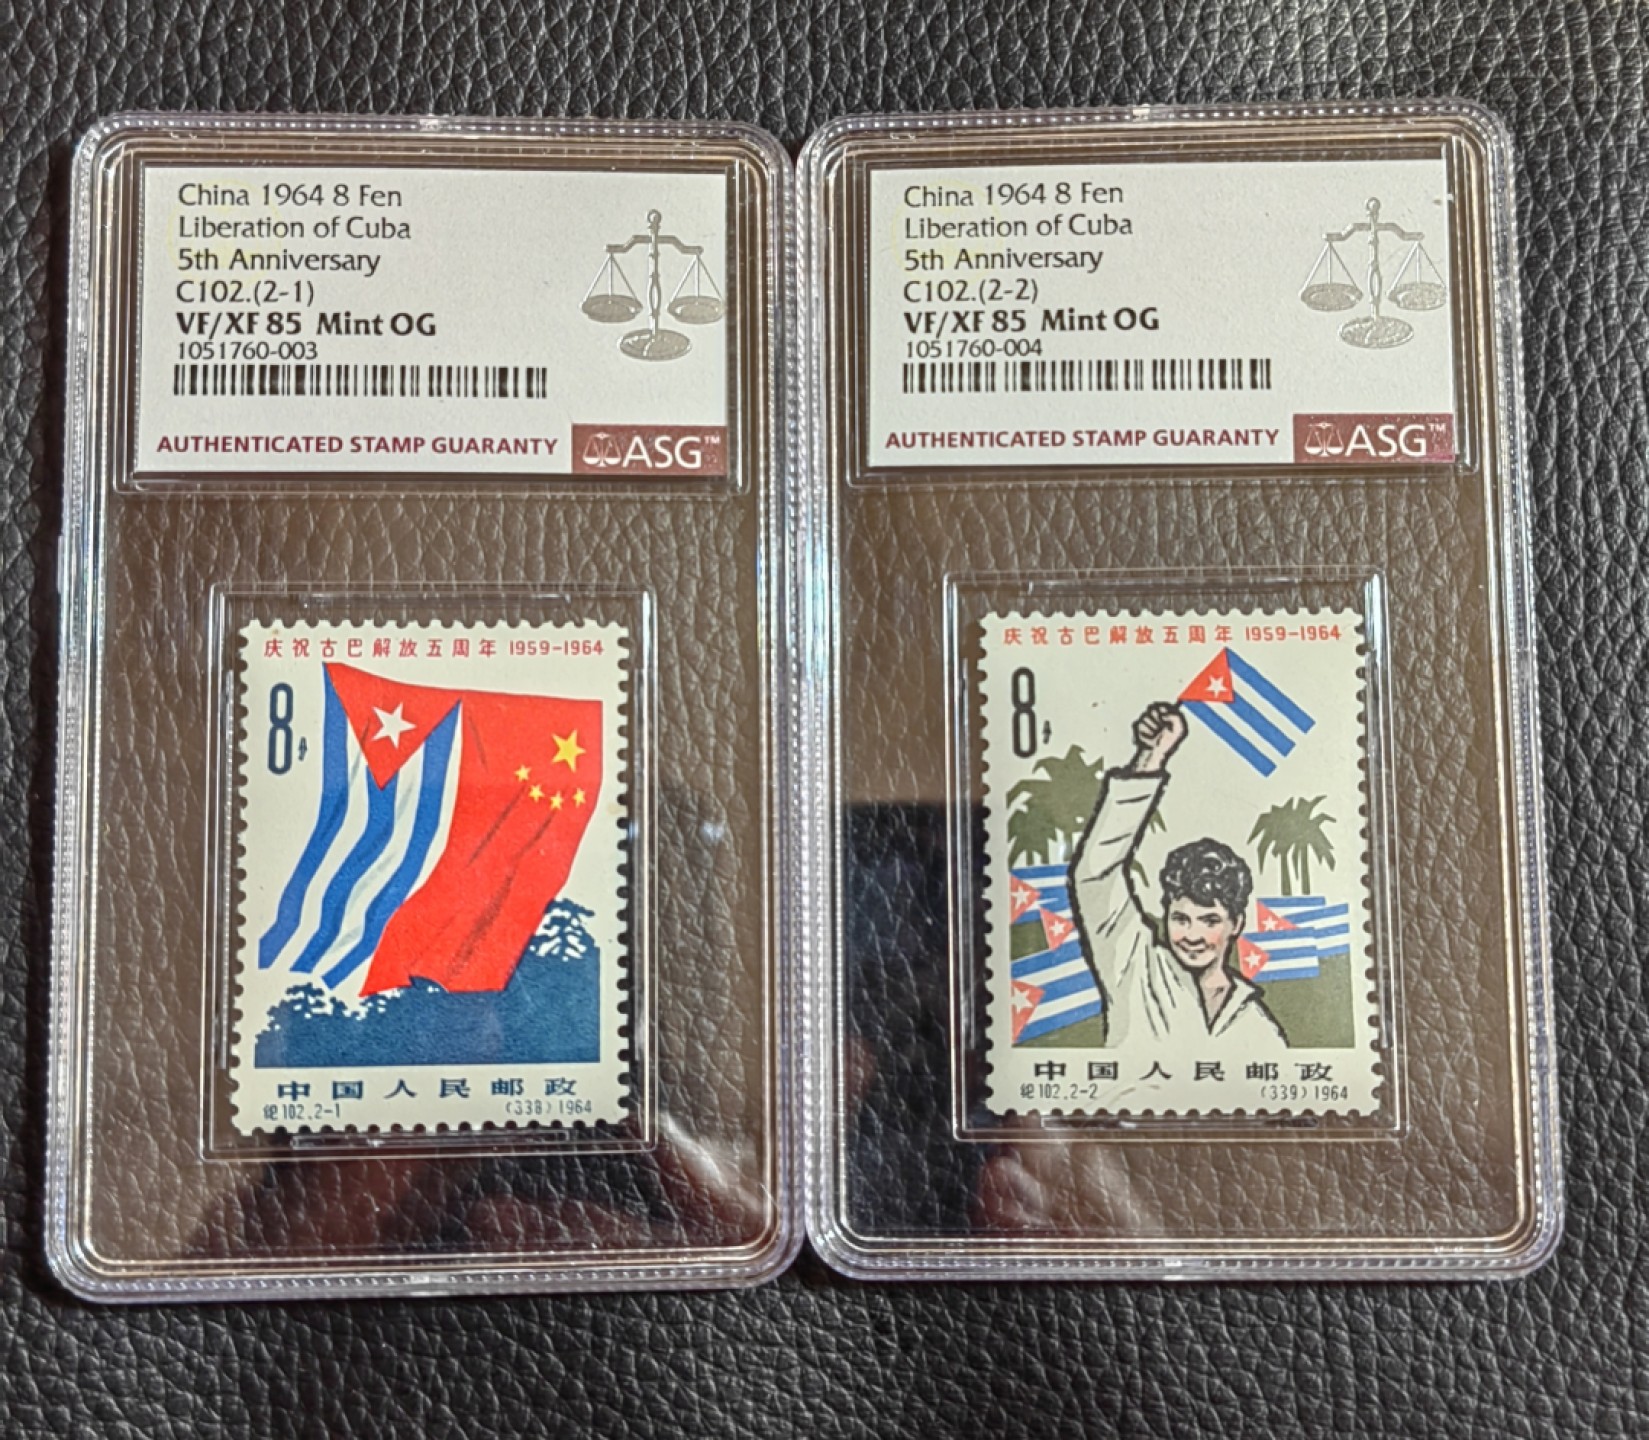 China 1964 8 Fen
Liberation of Cuba
5th Anniversary
C102.(2-1)
VF/XF 85 Mint OG
1051760-003
AUTHENTICATED STAMP GUARANTY
ASG™
庆祝古巴解放五周年 1959-1964
8分
中国人民邮政
纪102.2-1 (338) 1964
China 1964 8 Fen
Liberation of Cuba
5th Anniversary
C102.(2-2)
VF/XF 85 Mint OG
1051760-004
AUTHENTICATED STAMP GUARANTY
ASG™
庆祝古巴解放五周年 1959-1964
8分
中国人民邮政
纪102.2-2 (339) 1964